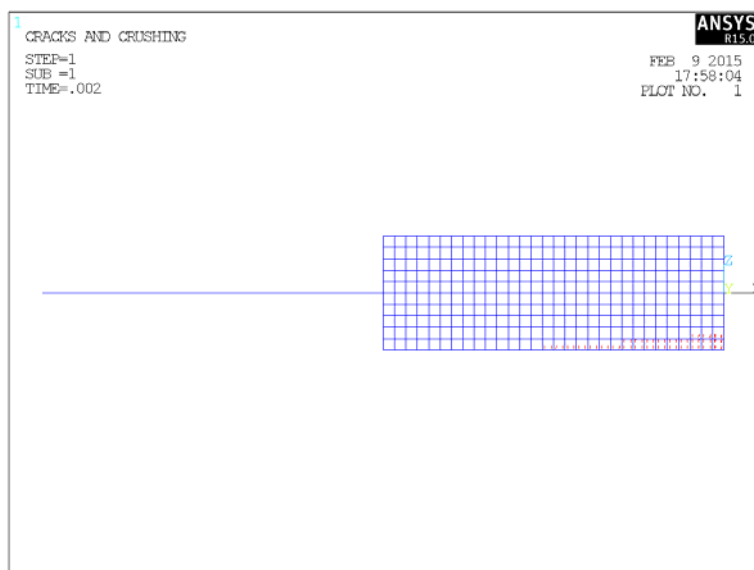 1
CRACKS AND CRUSHING
STEP=1
SUB =1
TIME=.002
ANSYS
R15.0
FEB 9 2015
17:58:04
PLOT NO. 1
Z
Y